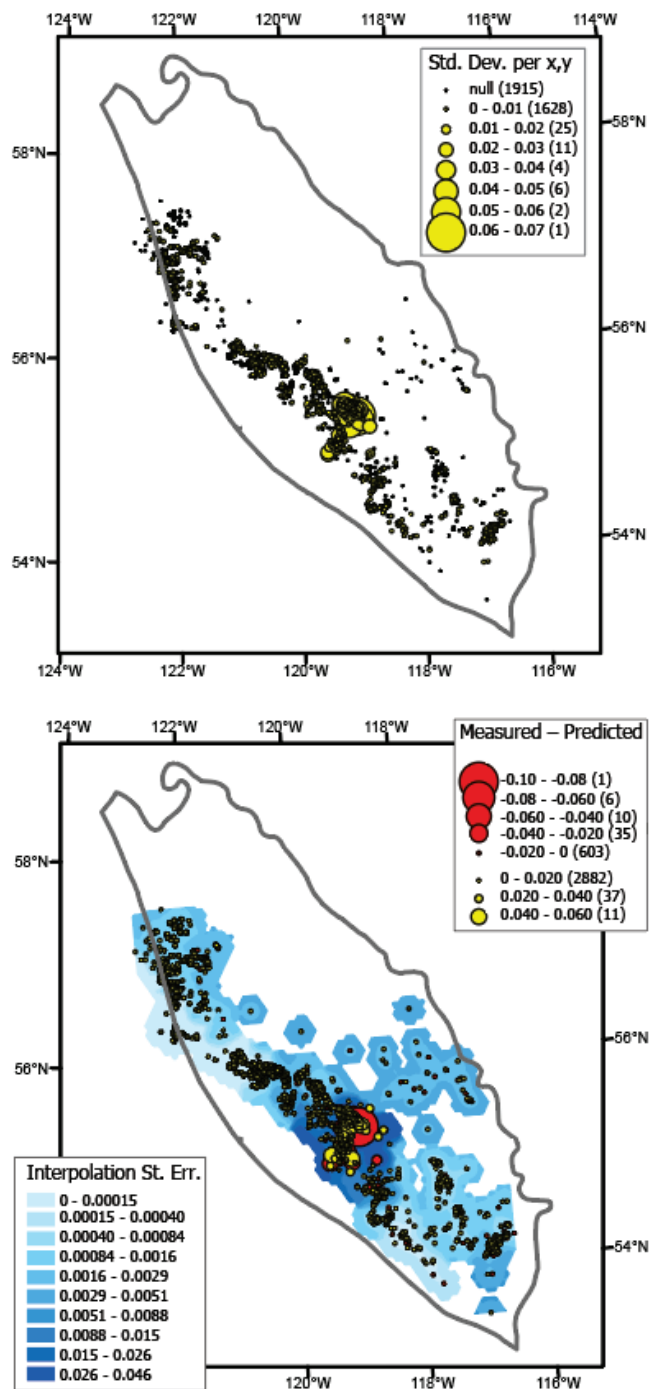 124°W 122°W 120°W 118°W 116°W 114°W
Std. Dev. per x,y
null (1915)
0 - 0.01 (1628)
0.01 - 0.02 (25)
0.02 - 0.03 (11)
0.03 - 0.04 (4)
0.04 - 0.05 (6)
0.05 - 0.06 (2)
0.06 - 0.07 (1)
58°N 58°N
56°N 56°N
54°N 54°N
124°W 122°W 120°W 118°W 116°W
124°W 122°W 120°W 118°W
Measured – Predicted
-0.10 - -0.08 (1)
-0.08 - -0.060 (6)
-0.060 - -0.040 (10)
-0.040 - -0.020 (35)
-0.020 - 0 (603)
0 - 0.020 (2882)
0.020 - 0.040 (37)
0.040 - 0.060 (11)
58°N
56°N 56°N
54°N
Interpolation St. Err.
0 - 0.00015
0.00015 - 0.00040
0.00040 - 0.00084
0.00084 - 0.0016
0.0016 - 0.0029
0.0029 - 0.0051
0.0051 - 0.0088
0.0088 - 0.015
0.015 - 0.026
0.026 - 0.046
120°W 118°W 116°W